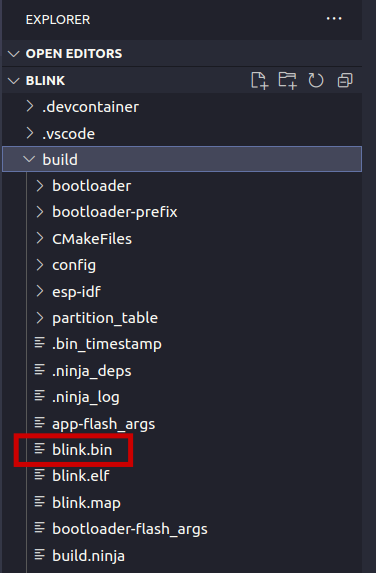 EXPLORER
OPEN EDITORS
BLINK
.devcontainer
.vscode
build
bootloader
bootloader-prefix
CMakeFiles
config
esp-idf
partition_table
.bin_timestamp
.ninja_deps
.ninja_log
app-flash_args
blink.bin
blink.elf
blink.map
bootloader-flash_args
build.ninja